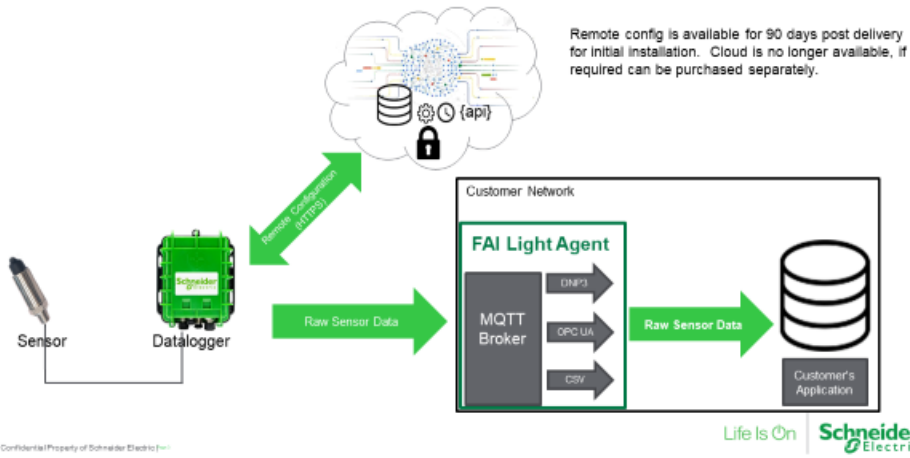 Remote config is available for 90 days post delivery
for initial installation. Cloud is no longer available, if
required can be purchased separately.
{api}
Remote Configuration
(HTTPS)
Customer Network
FAI Light Agent
Schneider
Electric
DNP3
MQTT
Broker
OPC UA
CSV
Raw Sensor Data
Raw Sensor Data
Sensor
Datalogger
Customer's
Application
Confidential Property of Schneider Electric |
Life Is On
Schneide
Electri